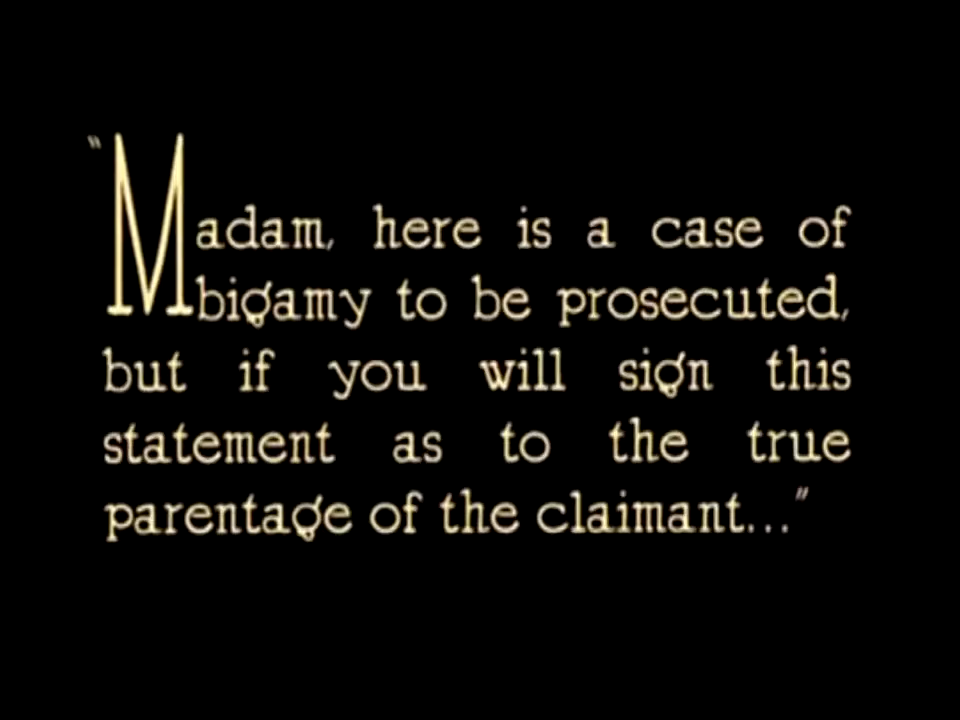 "Madam, here is a case of
bigamy to be prosecuted,
but if you will sign this
statement as to the true
parentage of the claimant..."